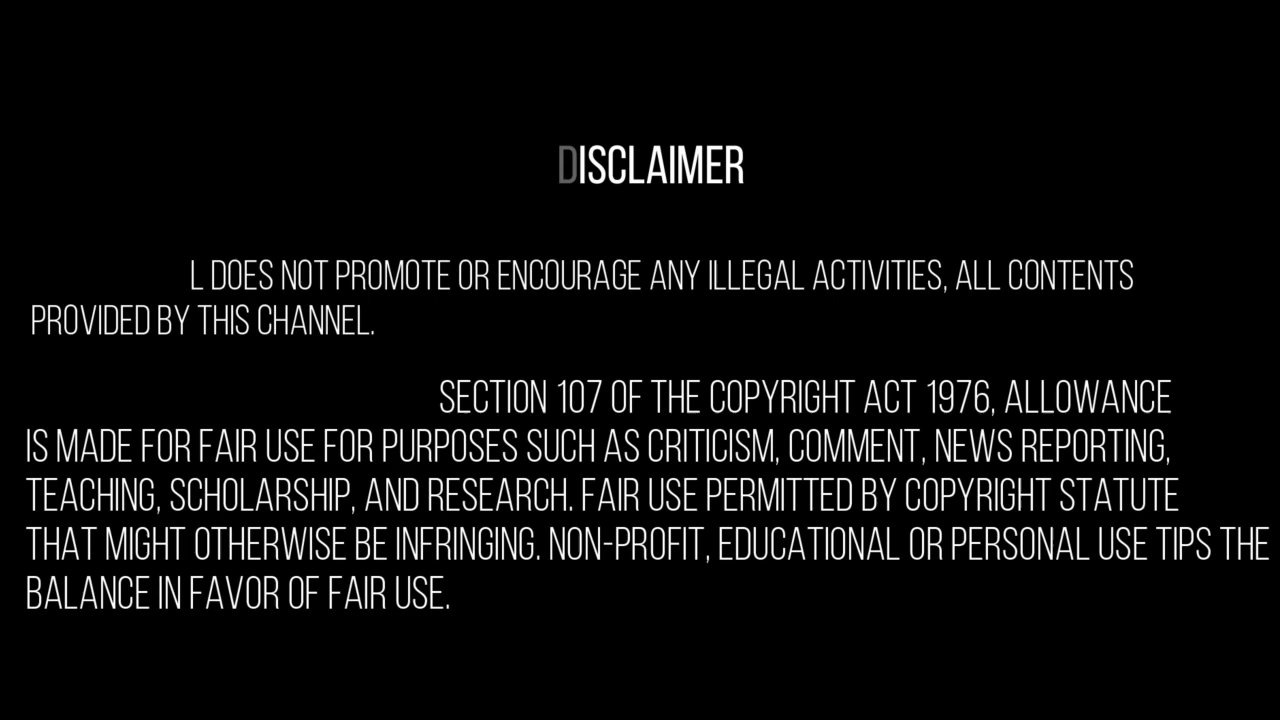 DISCLAIMER
L DOES NOT PROMOTE OR ENCOURAGE ANY ILLEGAL ACTIVITIES, ALL CONTENTS
PROVIDED BY THIS CHANNEL.
SECTION 107 OF THE COPYRIGHT ACT 1976, ALLOWANCE
IS MADE FOR FAIR USE FOR PURPOSES SUCH AS CRITICISM, COMMENT, NEWS REPORTING,
TEACHING, SCHOLARSHIP, AND RESEARCH. FAIR USE PERMITTED BY COPYRIGHT STATUTE
THAT MIGHT OTHERWISE BE INFRINGING. NON-PROFIT, EDUCATIONAL OR PERSONAL USE TIPS THE
BALANCE IN FAVOR OF FAIR USE.